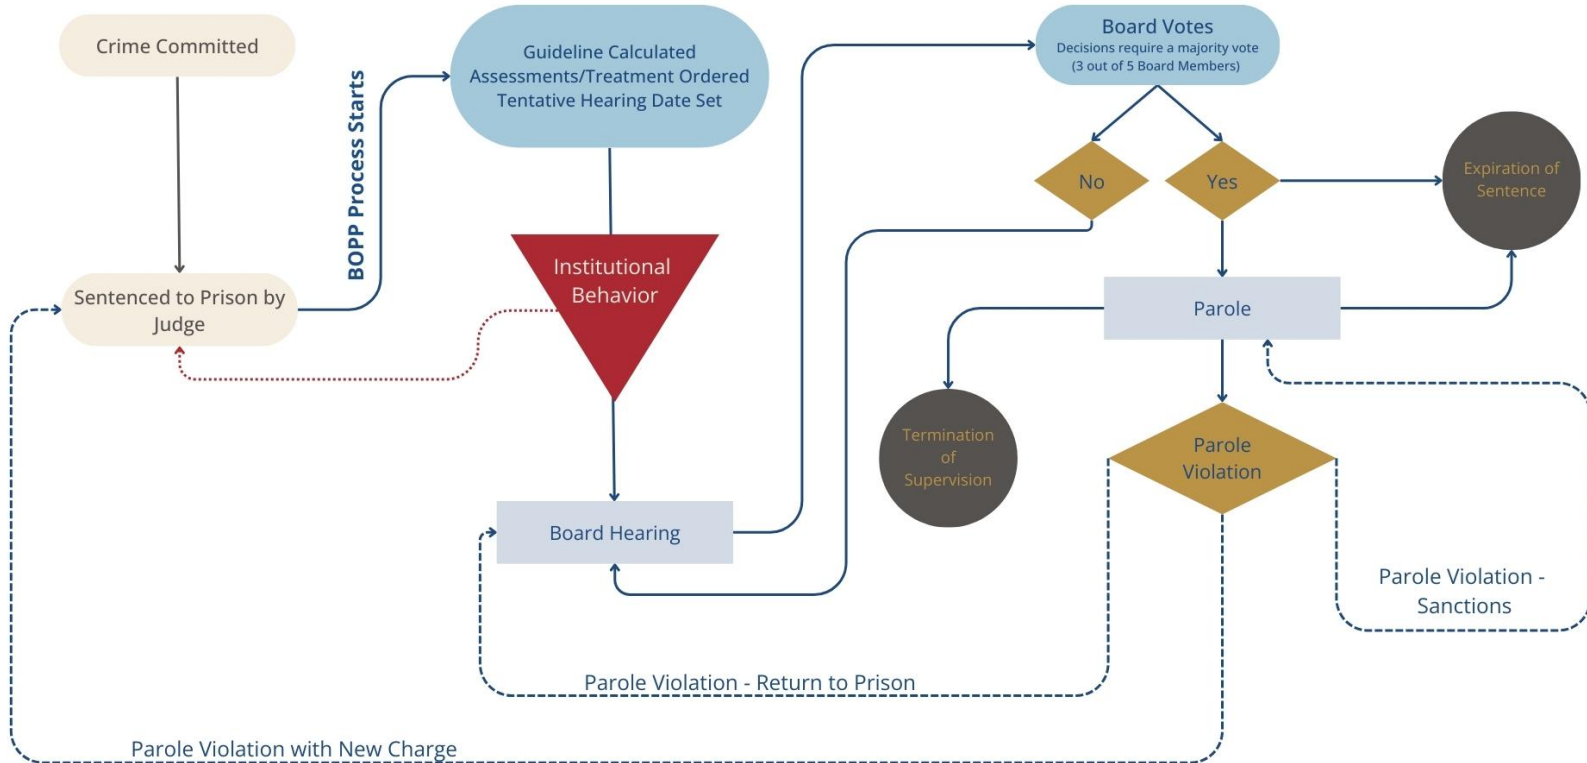 Crime Committed
Sentenced to Prison by
Judge
BOPP Process Starts
Guideline Calculated
Assessments/Treatment Ordered
Tentative Hearing Date Set
Institutional
Behavior
Board Hearing
Board Votes
Decisions require a majority vote
(3 out of 5 Board Members)
No
Yes
Expiration of
Sentence
Parole
Termination
of
Supervision
Parole
Violation
Parole Violation -
Sanctions
Parole Violation - Return to Prison
Parole Violation with New Charge